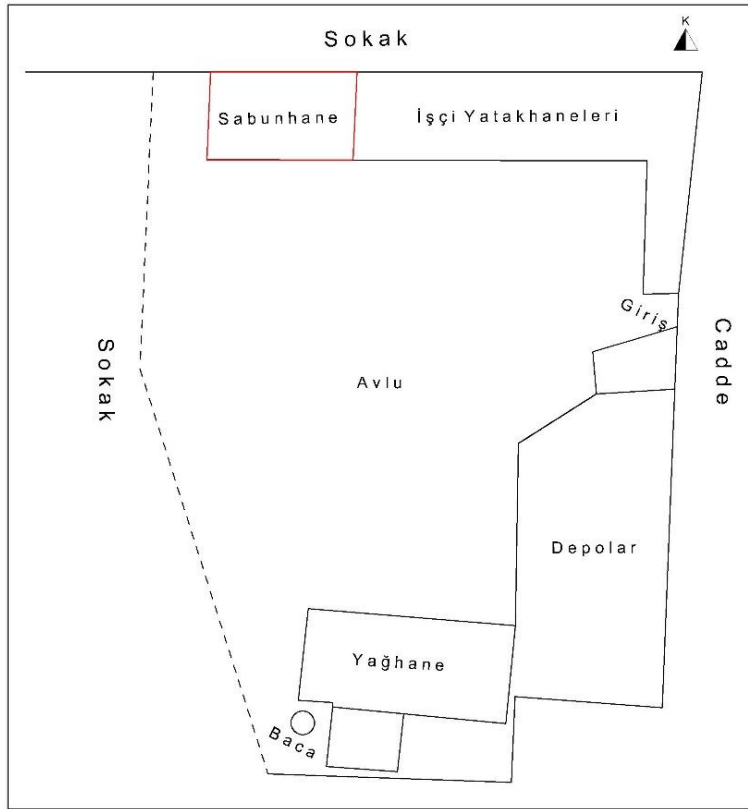 Sokak
K
Sabunhane
İşçi Yatakhaneleri
Giriş
Sokak
Avlu
Cadde
Depolar
Yağhane
Baca